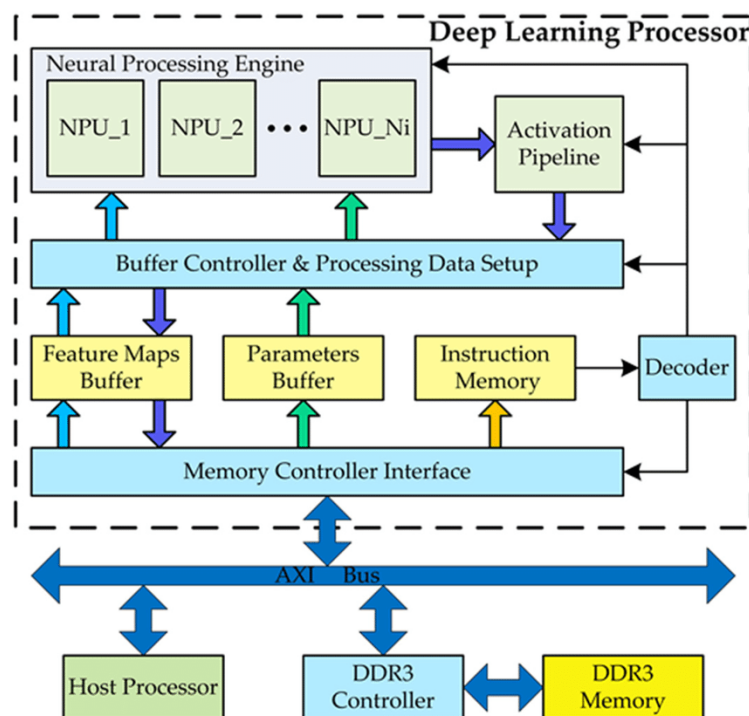 Deep Learning Processor
Neural Processing Engine
NPU_1
NPU_2
NPU_Ni
Activation
Pipeline
Buffer Controller & Processing Data Setup
Feature Maps
Buffer
Parameters
Buffer
Instruction
Memory
Decoder
Memory Controller Interface
AXI Bus
Host Processor
DDR3
Controller
DDR3
Memory